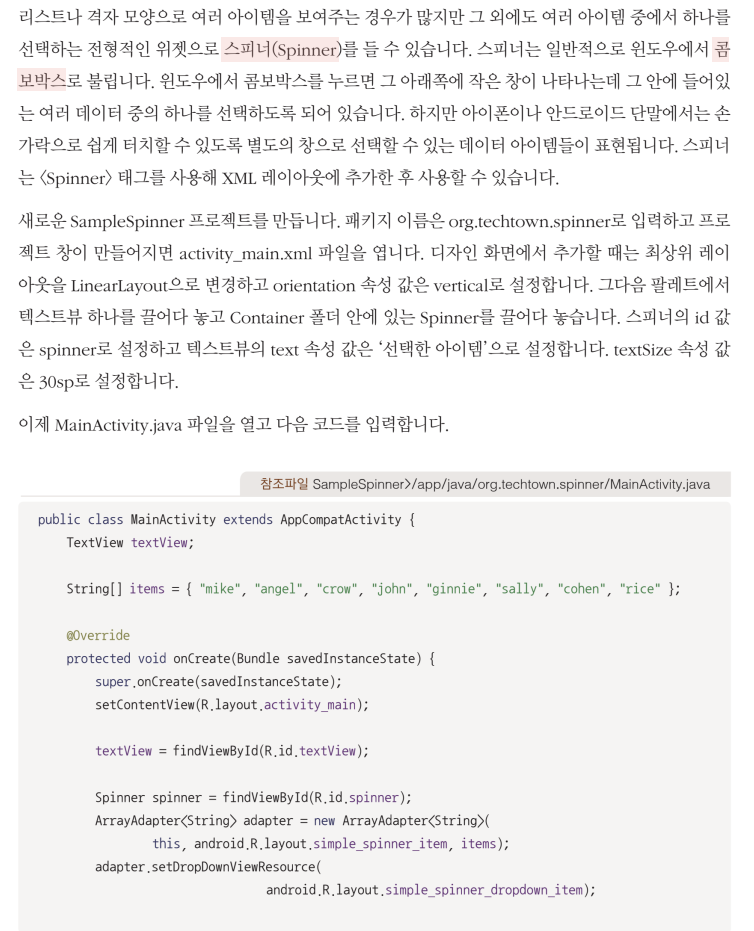 리스트나 격자 모양으로 여러 아이템을 보여주는 경우가 많지만 그 외에도 여러 아이템 중에서 하나를
선택하는 전형적인 위젯으로 스피너(Spinner)를 들 수 있습니다. 스피너는 일반적으로 윈도우에서 콤
보박스로 불립니다. 윈도우에서 콤보박스를 누르면 그 아래쪽에 작은 창이 나타나는데 그 안에 들어있
는 여러 데이터 중의 하나를 선택하도록 되어 있습니다. 하지만 아이폰이나 안드로이드 단말에서는 손
가락으로 쉽게 터치할 수 있도록 별도의 창으로 선택할 수 있는 데이터 아이템들이 표현됩니다. 스피너
는 〈Spinner〉 태그를 사용해 XML 레이아웃에 추가한 후 사용할 수 있습니다.
새로운 SampleSpinner 프로젝트를 만듭니다. 패키지 이름은 org.techtown.spinner로 입력하고 프로
젝트 창이 만들어지면 activity_main.xml 파일을 엽니다. 디자인 화면에서 추가할 때는 최상위 레이
아웃을 LinearLayout으로 변경하고 orientation 속성 값은 vertical로 설정합니다. 그다음 팔레트에서
텍스트뷰 하나를 끌어다 놓고 Container 폴더 안에 있는 Spinner를 끌어다 놓습니다. 스피너의 id 값
은 spinner로 설정하고 텍스트뷰의 text 속성 값은 ‘선택한 아이템’으로 설정합니다. textSize 속성 값
은 30sp로 설정합니다.
이제 MainActivity.java 파일을 열고 다음 코드를 입력합니다.
참조파일 SampleSpinner>/app/java/org.techtown.spinner/MainActivity.java
public class MainActivity extends AppCompatActivity {
TextView textView;
String[] items = { "mike", "angel", "crow", "john", "ginnie", "sally", "cohen", "rice" };
@Override
protected void onCreate(Bundle savedInstanceState) {
super.onCreate(savedInstanceState);
setContentView(R.layout.activity_main);
textView = findViewById(R.id.textView);
Spinner spinner = findViewById(R.id.spinner);
ArrayAdapter<String> adapter = new ArrayAdapter<String>(
this, android.R.layout.simple_spinner_item, items);
adapter.setDropDownViewResource(
android.R.layout.simple_spinner_dropdown_item);